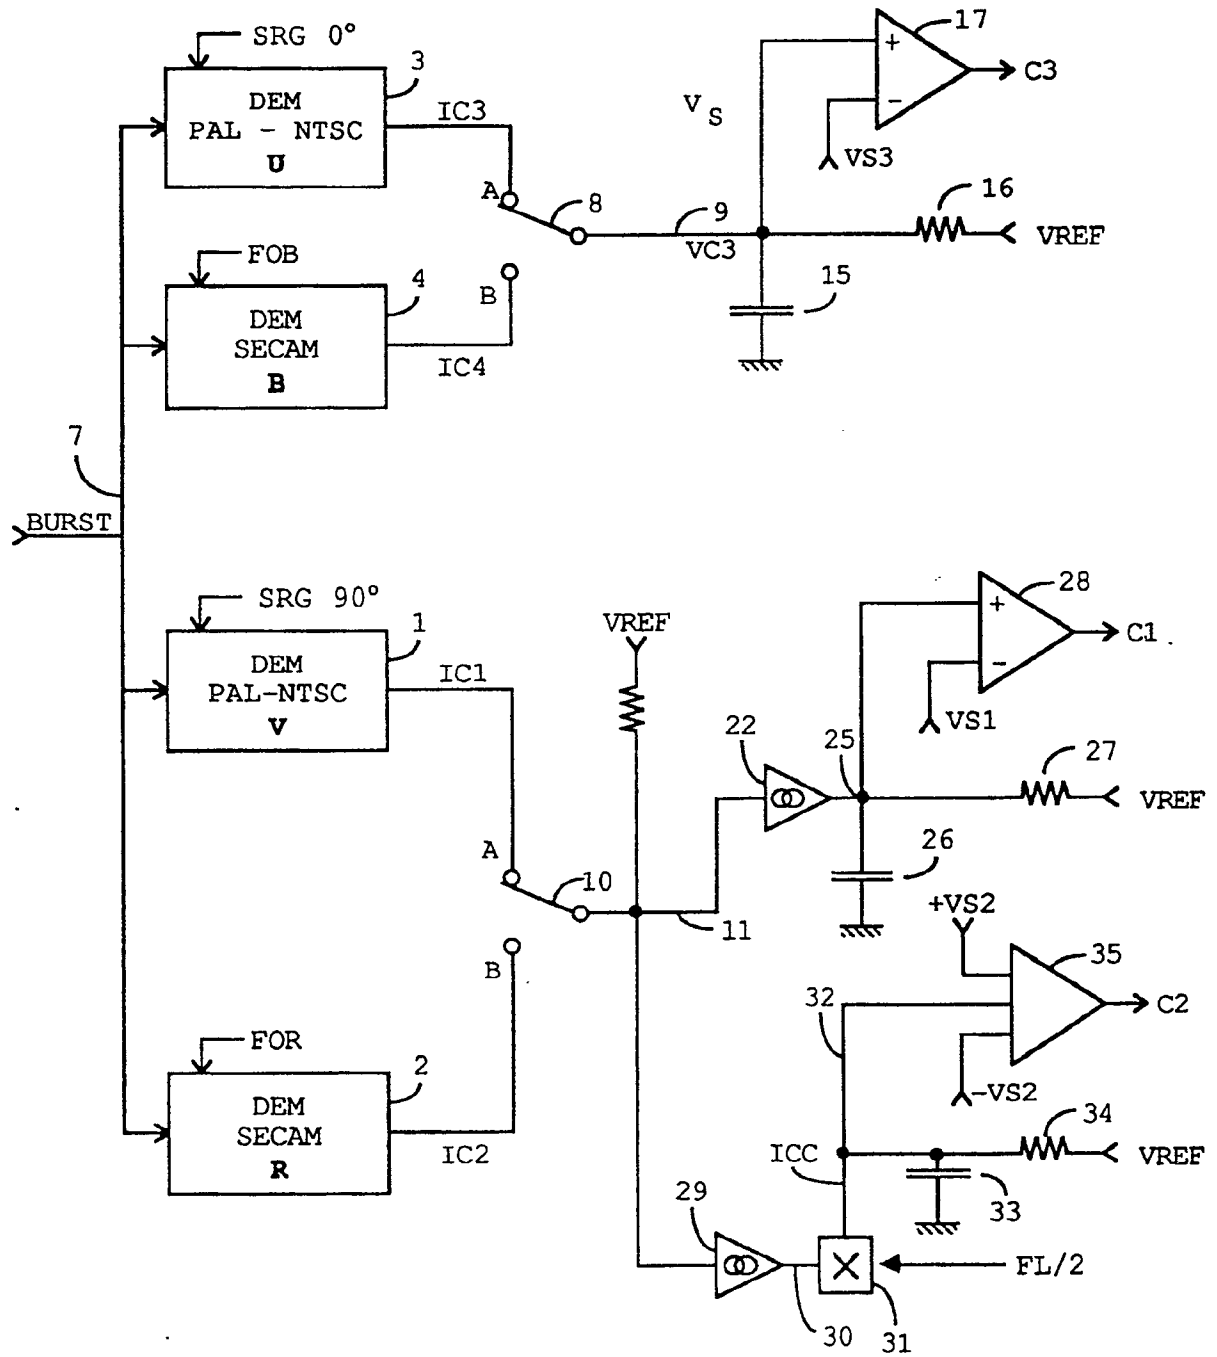 SRG 0°
3
DEM
PAL - NTSC
U
IC3
A
8
9
VC3
VS
17
+
−
C3
VS3
16
VREF
15
FOB
4
DEM
SECAM
B
IC4
B
7
BURST
SRG 90°
1
DEM
PAL-NTSC
V
IC1
VREF
28
+
−
C1
VS1
22
25
27
VREF
26
A
10
11
B
+VS2
35
C2
−VS2
32
34
VREF
ICC
33
FOR
2
DEM
SECAM
R
IC2
29
30
X
31
FL/2